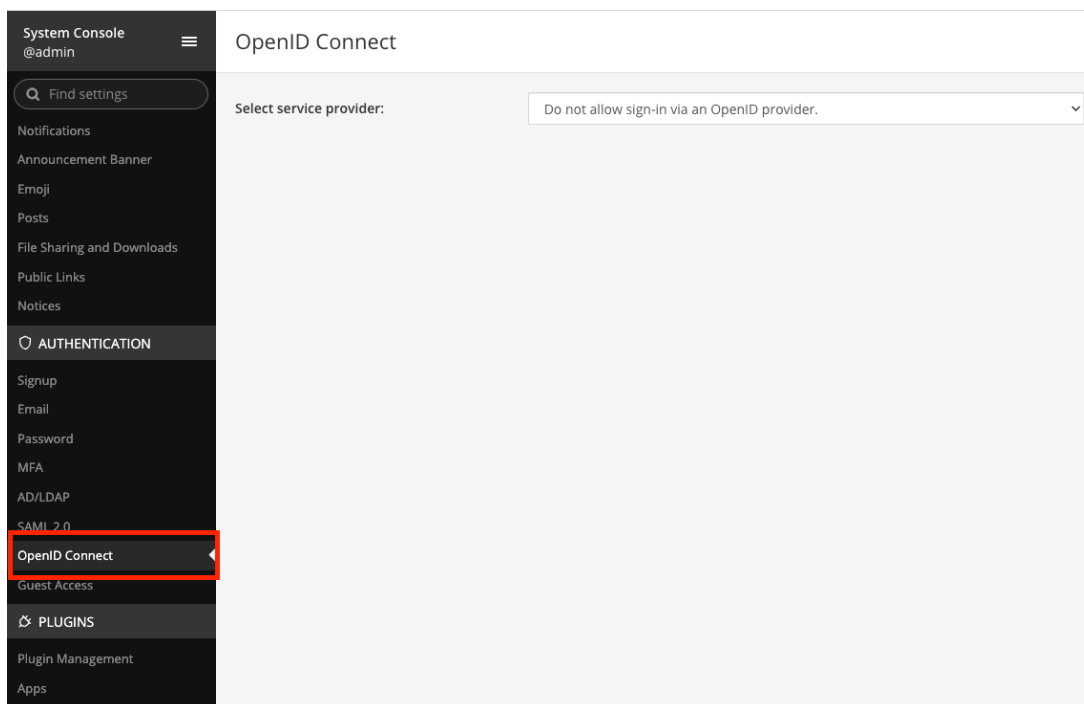 System Console
@admin
OpenID Connect
Find settings
Select service provider:
Do not allow sign-in via an OpenID provider.
Notifications
Announcement Banner
Emoji
Posts
File Sharing and Downloads
Public Links
Notices
AUTHENTICATION
Signup
Email
Password
MFA
AD/LDAP
SAML 2.0
OpenID Connect
Guest Access
PLUGINS
Plugin Management
Apps